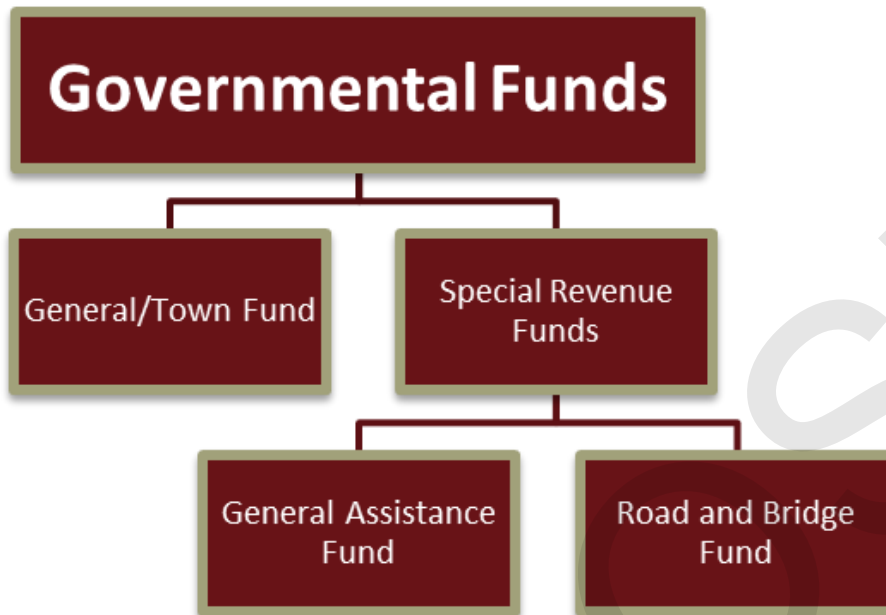 Governmental Funds
General/Town Fund
Special Revenue
Funds
General Assistance
Fund
Road and Bridge
Fund